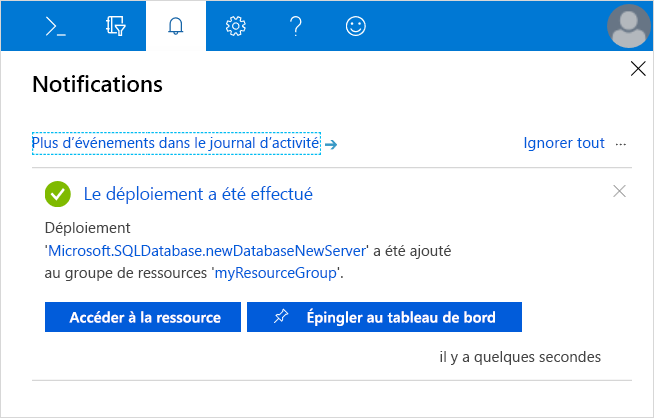 Notifications
Plus d'événements dans le journal d'activité →
Ignorer tout ...
Le déploiement a été effectué
Déploiement
'Microsoft.SQLDatabase.newDatabaseNewServer' a été ajouté
au groupe de ressources 'myResourceGroup'.
Accéder à la ressource
Épingler au tableau de bord
il y a quelques secondes